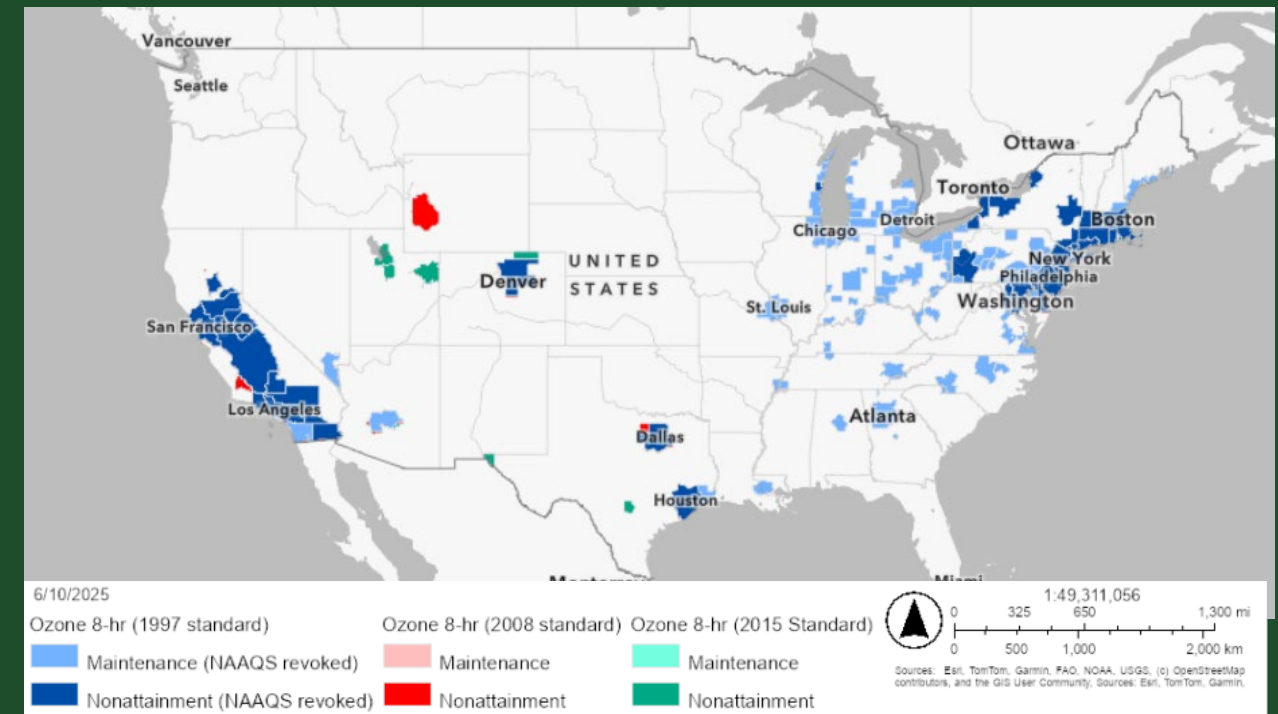 Vancouver
Seattle
Ottawa
Toronto
Boston
Detroit
Chicago
New York
Philadelphia
UNITED
STATES
Denver
Washington
St. Louis
San Francisco
Los Angeles
Atlanta
Dallas
Houston
Monterrey
Miami
6/10/2025
1:49,311,056
0 325 650 1,300 mi
0 500 1,000 2,000 km
Ozone 8-hr (1997 standard)
Maintenance (NAAQS revoked)
Nonattainment (NAAQS revoked)
Ozone 8-hr (2008 standard)
Maintenance
Nonattainment
Ozone 8-hr (2015 Standard)
Maintenance
Nonattainment
Sources: Esri, TomTom, Garmin, FAO, NOAA, USGS, (c) OpenStreetMap
contributors, and the GIS User Community, Sources: Esri, TomTom, Garmin,